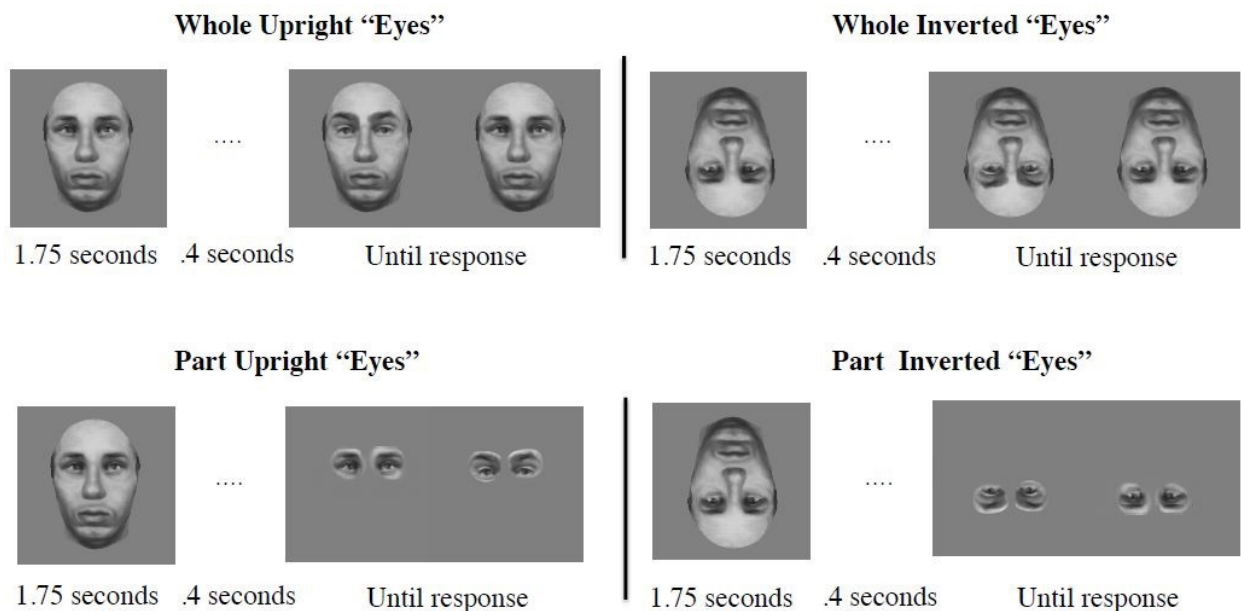 Whole Upright “Eyes”
....
1.75 seconds .4 seconds Until response
Whole Inverted “Eyes”
....
1.75 seconds .4 seconds Until response
Part Upright “Eyes”
....
1.75 seconds .4 seconds Until response
Part Inverted “Eyes”
....
1.75 seconds .4 seconds Until response